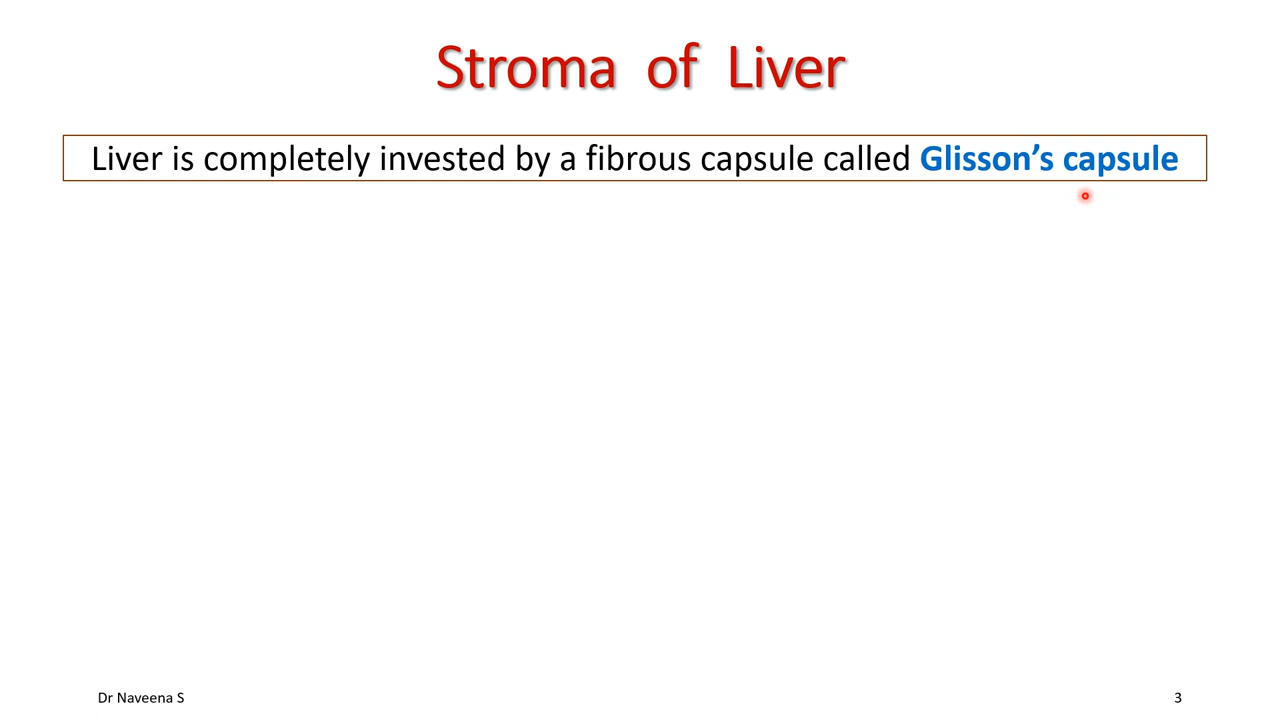 Stroma of Liver
Liver is completely invested by a fibrous capsule called Glisson’s capsule
Dr Naveena S
3